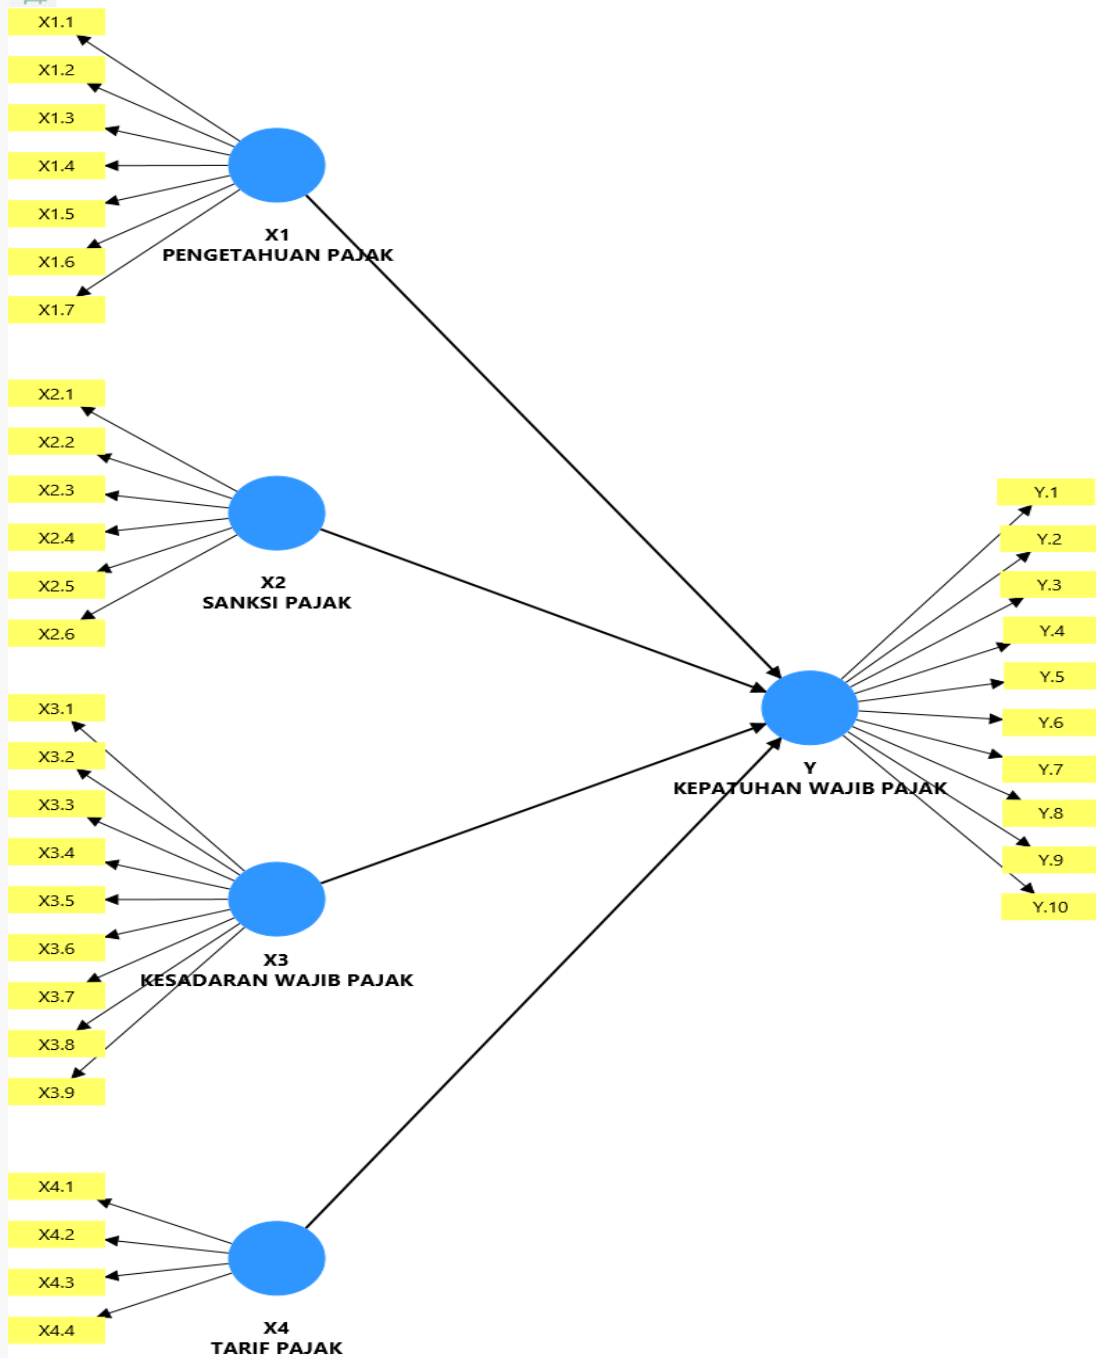 X1.1
X1.2
X1.3
X1.4
X1.5
X1.6
X1.7
X1
PENGETAHUAN PAJAK
X2.1
X2.2
X2.3
X2.4
X2.5
X2.6
X2
SANKSI PAJAK
X3.1
X3.2
X3.3
X3.4
X3.5
X3.6
X3.7
X3.8
X3.9
X3
KESADARAN WAJIB PAJAK
X4.1
X4.2
X4.3
X4.4
X4
TARIF PAJAK
Y
KEPATUHAN WAJIB PAJAK
Y.1
Y.2
Y.3
Y.4
Y.5
Y.6
Y.7
Y.8
Y.9
Y.10